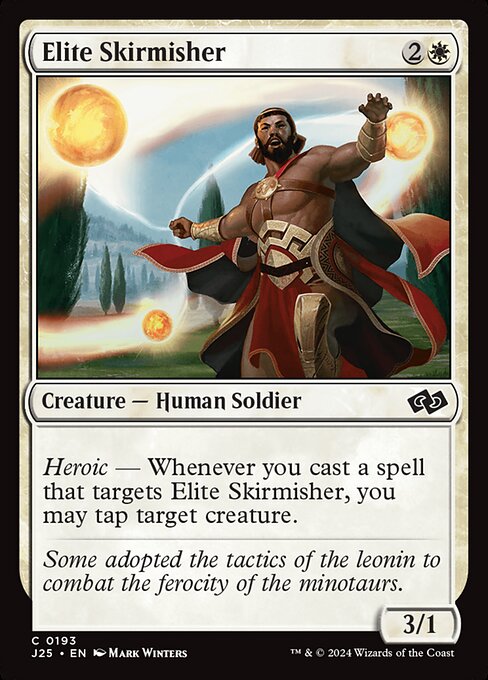 Elite Skirmisher 2
Creature — Human Soldier
Heroic — Whenever you cast a spell
that targets Elite Skirmisher, you
may tap target creature.
Some adopted the tactics of the leonin to
combat the ferocity of the minotaurs.
3/1
C 0193
J25 • EN Mark Winters
™ & © 2024 Wizards of the Coast